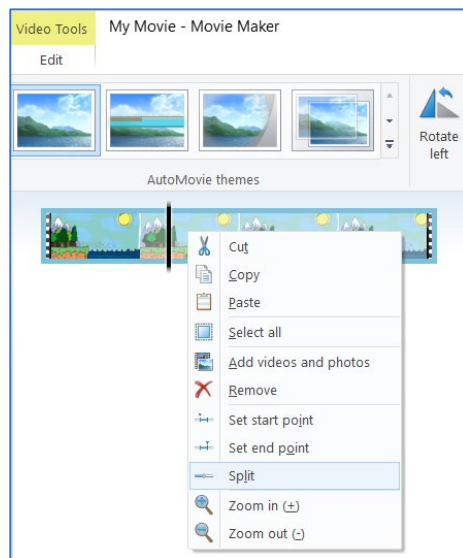 Video Tools
My Movie - Movie Maker
Edit
Rotate
left
AutoMovie themes
Cut
Copy
Paste
Select all
Add videos and photos
Remove
Set start point
Set end point
Split
Zoom in (+)
Zoom out (-)